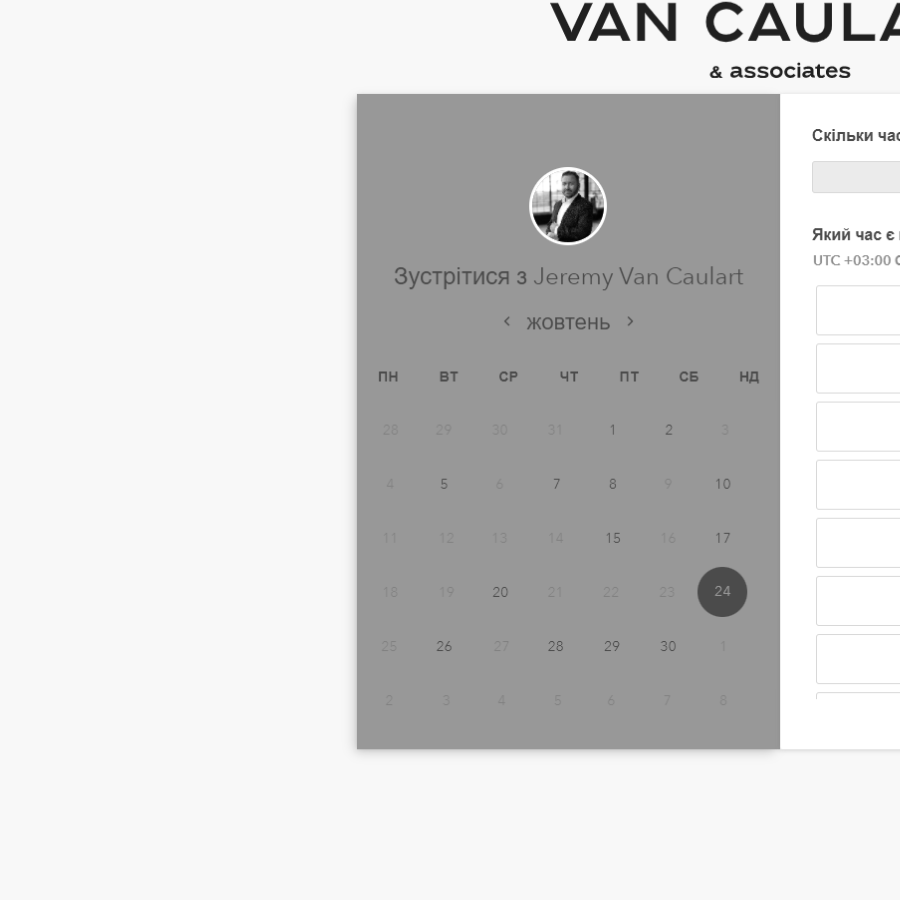 VAN CAULA
& associates
Зустрітися з Jeremy Van Caulart
жовтень
ПН ВТ СР ЧТ ПТ СБ НД
28 29 30 31 1 2 3
4 5 6 7 8 9 10
11 12 13 14 15 16 17
18 19 20 21 22 23 24
25 26 27 28 29 30 1
2 3 4 5 6 7 8
Скільки час
Який час є
UTC +03:00